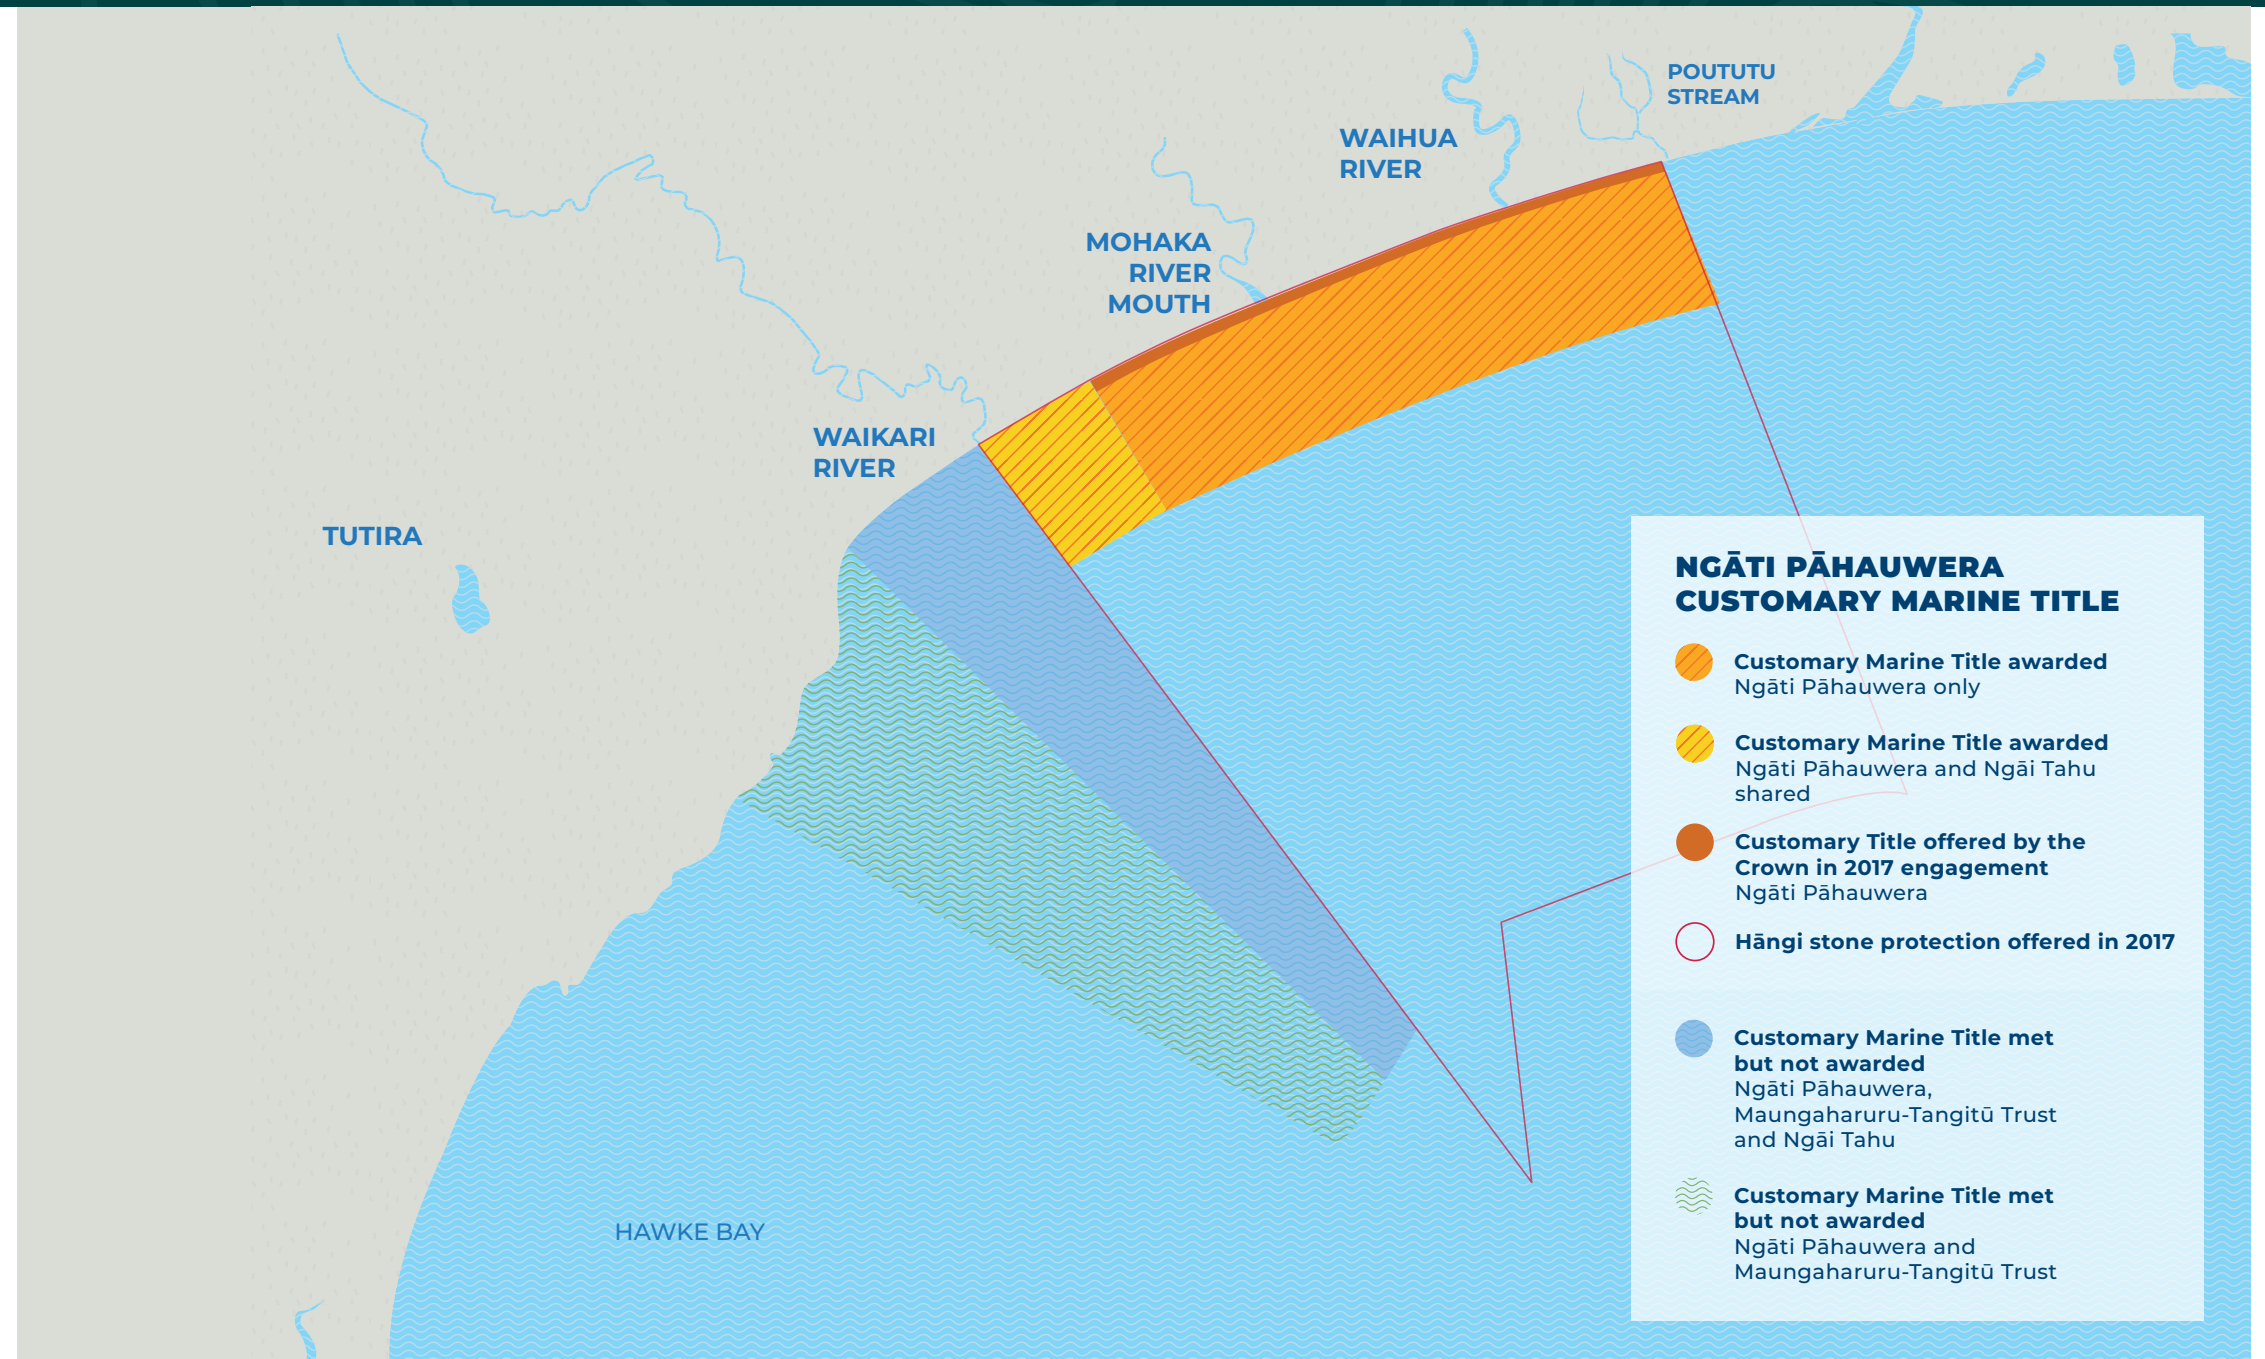 POUTUTU
STREAM
WAIHUA
RIVER
MOHAKA
RIVER
MOUTH
WAIKARI
RIVER
TUTIRA
HAWKE BAY
NGĀTI PĀHAUWERA
CUSTOMARY MARINE TITLE
Customary Marine Title awarded
Ngāti Pāhauwera only
Customary Marine Title awarded
Ngāti Pāhauwera and Ngāi Tahu
shared
Customary Title offered by the
Crown in 2017 engagement
Ngāti Pāhauwera
Hāngi stone protection offered in 2017
Customary Marine Title met
but not awarded
Ngāti Pāhauwera,
Maungaharuru-Tangitū Trust
and Ngāi Tahu
Customary Marine Title met
but not awarded
Ngāti Pāhauwera and
Maungaharuru-Tangitū Trust